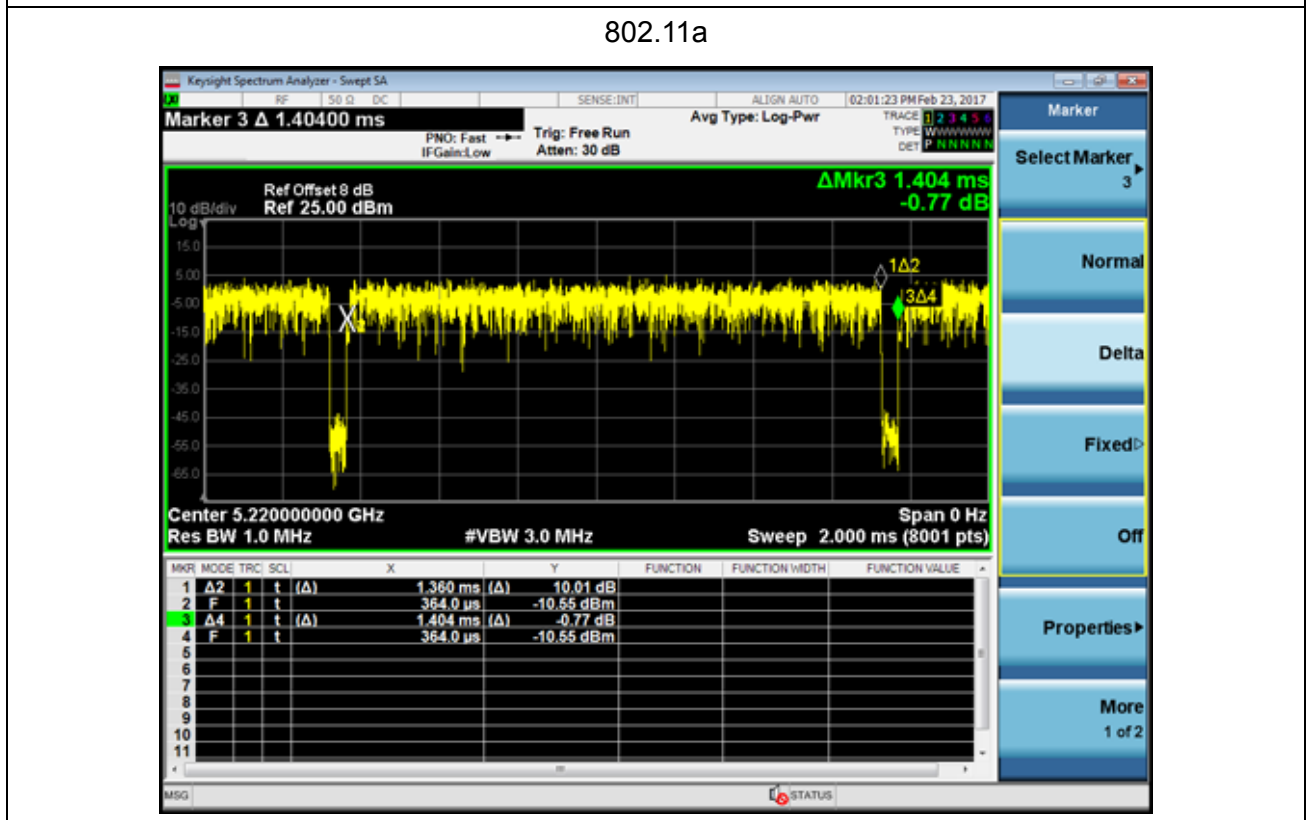 802.11a
Keysight Spectrum Analyzer - Swept SA
LXI RF 50 Ω DC SENSE:INT ALIGN AUTO 02:01:23 PM Feb 23, 2017
Marker 3 Δ 1.40400 ms
PNO: Fast
IFGain:Low
Trig: Free Run
Atten: 30 dB
Avg Type: Log-Pwr
TRACE 1 2 3 4 5 6
TYPE WWWWWW
DET P N N N N N
Ref Offset 8 dB
Ref 25.00 dBm
10 dB/div
Log
ΔMkr3 1.404 ms
-0.77 dB
15.0
5.00
-5.00
-15.0
-25.0
-35.0
-45.0
-55.0
-65.0
1Δ2
3Δ4
Center 5.220000000 GHz
Span 0 Hz
Res BW 1.0 MHz
#VBW 3.0 MHz
Sweep 2.000 ms (8001 pts)
MKR MODE TRC SCL X Y FUNCTION FUNCTION WIDTH FUNCTION VALUE
1 Δ2 1 t (Δ) 1.360 ms (Δ) 10.01 dB
2 F 1 t 364.0 µs -10.55 dBm
3 Δ4 1 t (Δ) 1.404 ms (Δ) -0.77 dB
4 F 1 t 364.0 µs -10.55 dBm
5
6
7
8
9
10
11
MSG
STATUS
Marker
Select Marker
3
Normal
Delta
Fixed
Off
Properties
More
1 of 2